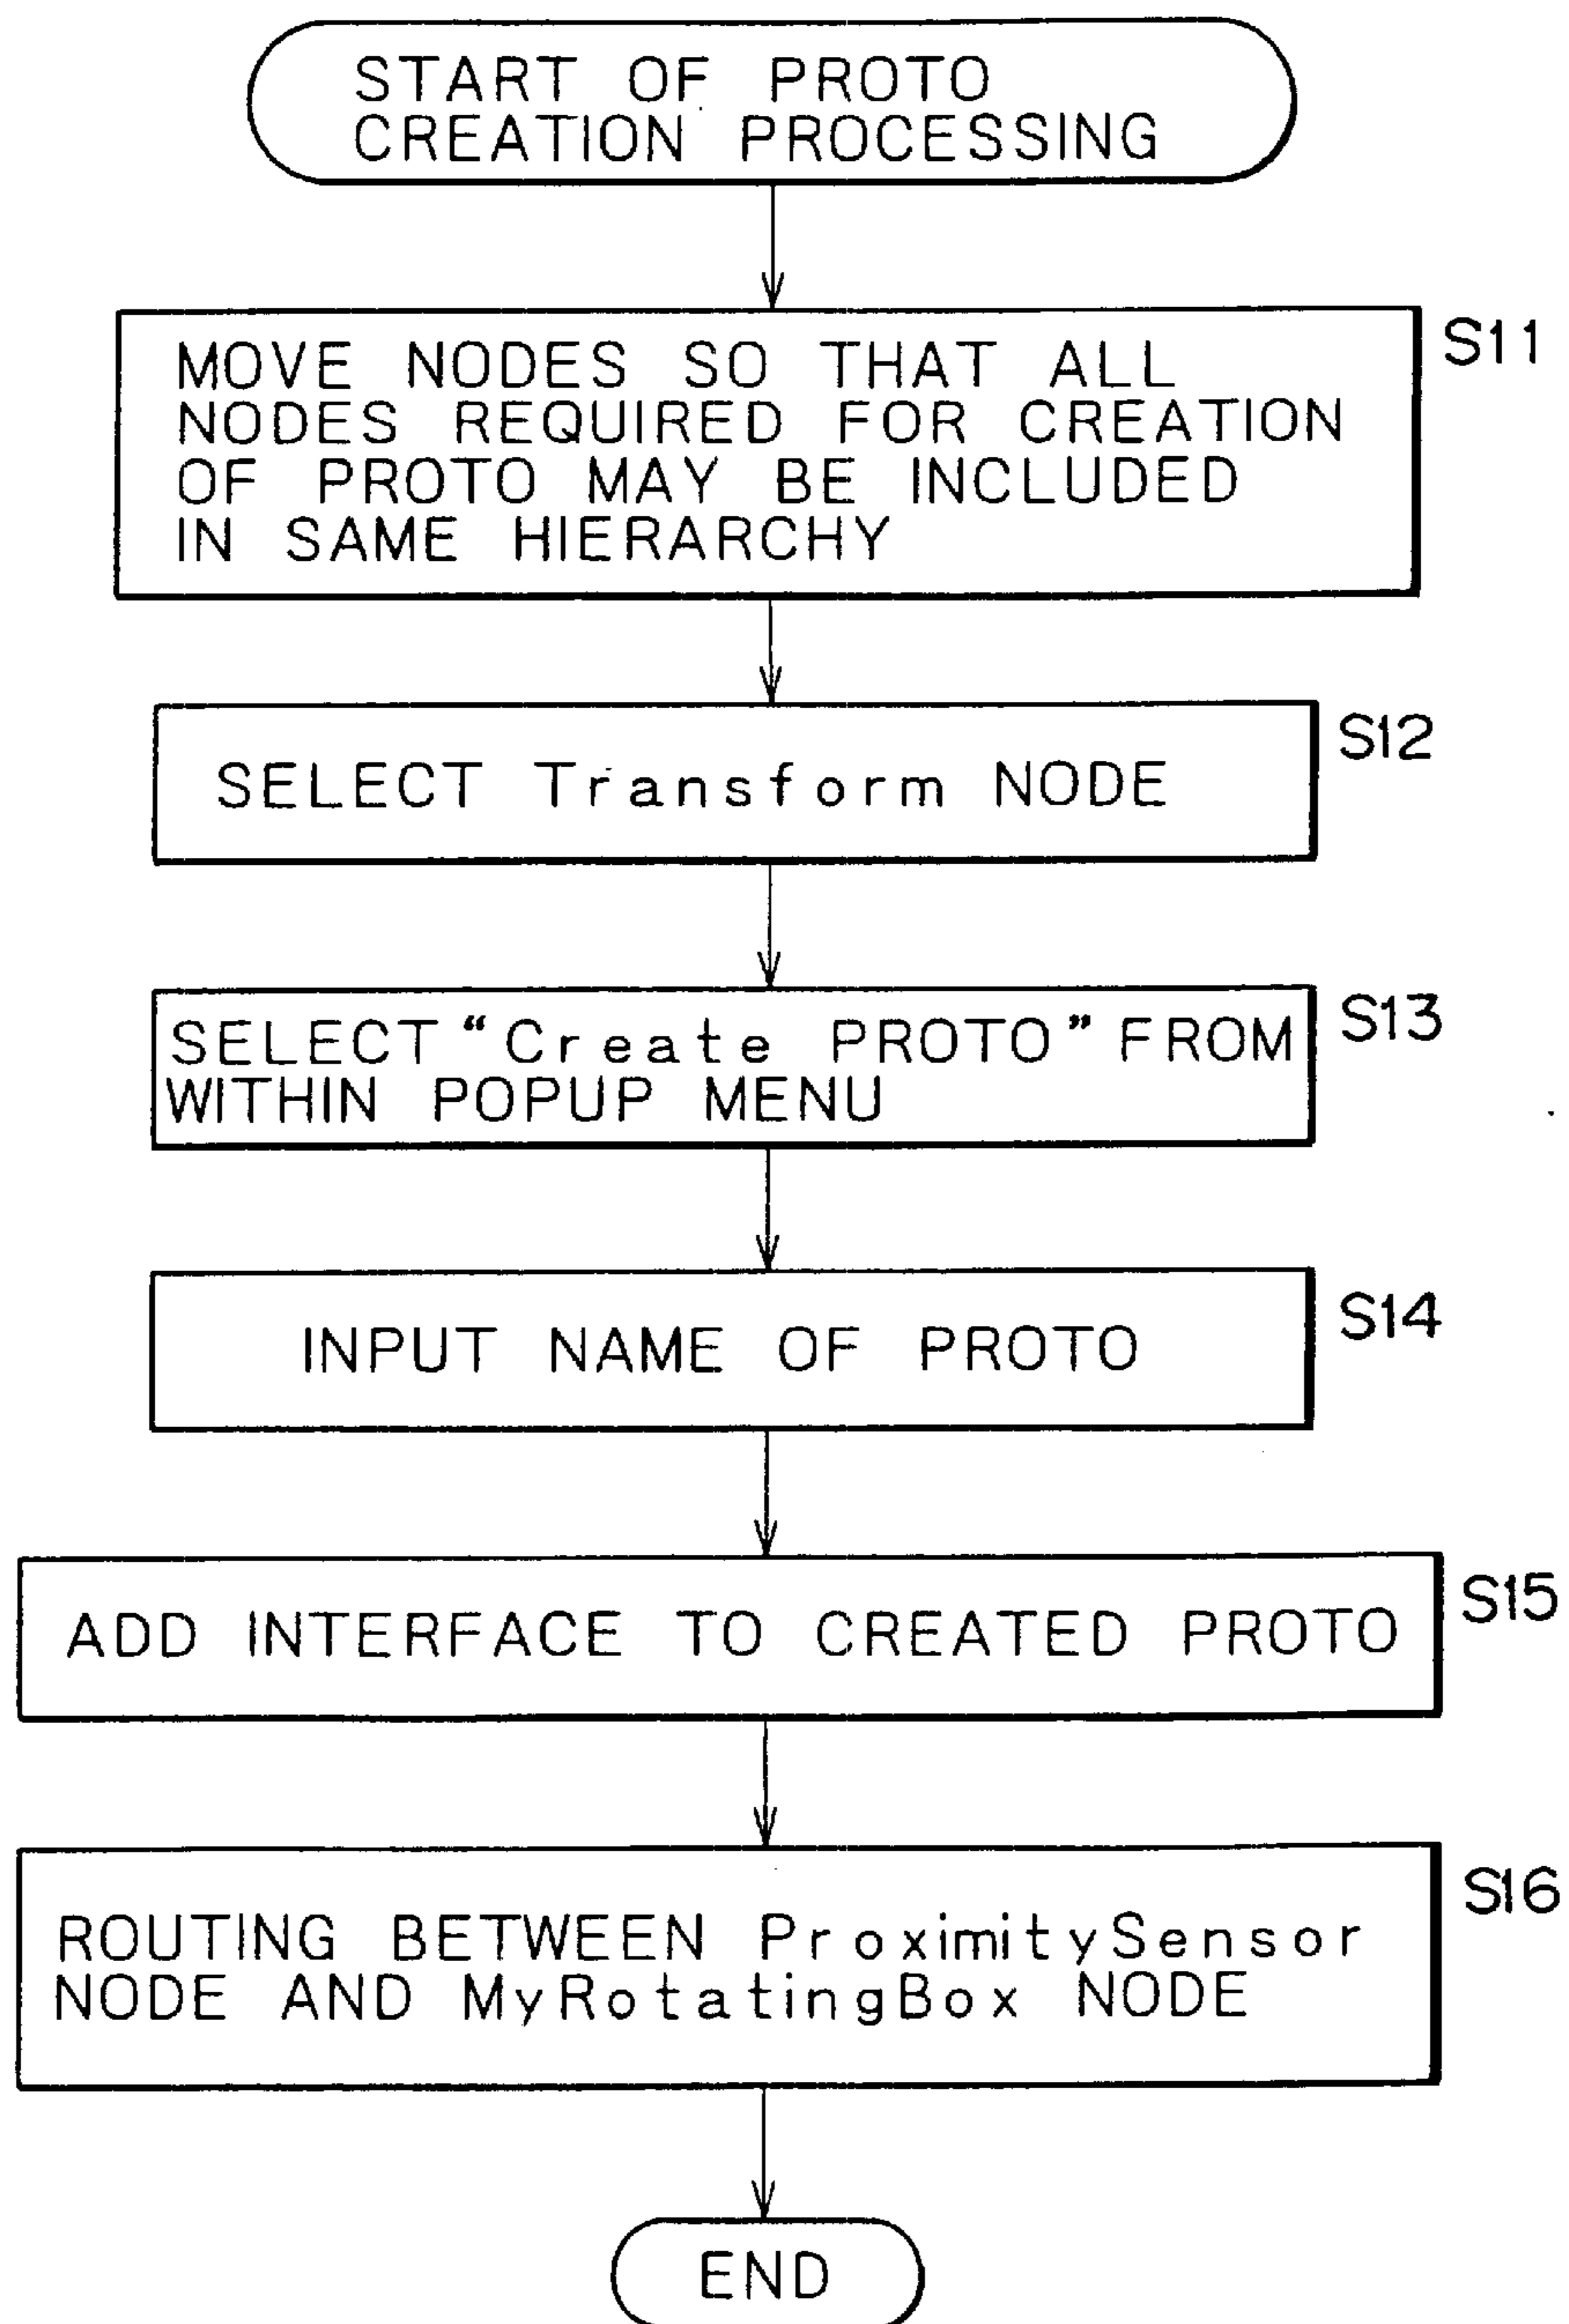 START OF PROTO
CREATION PROCESSING
S11
MOVE NODES SO THAT ALL
NODES REQUIRED FOR CREATION
OF PROTO MAY BE INCLUDED
IN SAME HIERARCHY
S12
SELECT Transform NODE
S13
SELECT “Create PROTO” FROM
WITHIN POPUP MENU
S14
INPUT NAME OF PROTO
S15
ADD INTERFACE TO CREATED PROTO
S16
ROUTING BETWEEN ProximitySensor
NODE AND MyRotatingBox NODE
END